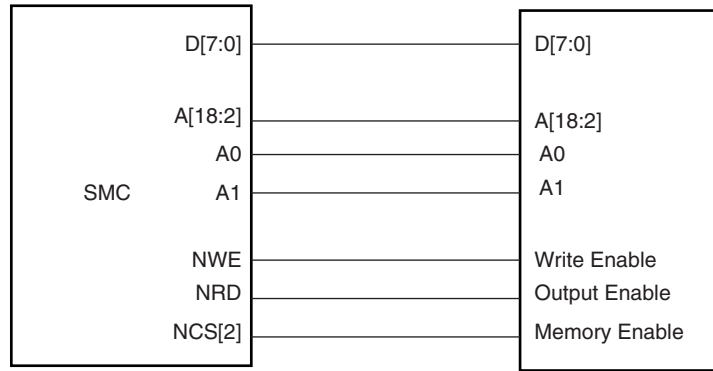 D[7:0] D[7:0]
A[18:2] A[18:2]
A0 A0
SMC A1 A1
NWE Write Enable
NRD Output Enable
NCS[2] Memory Enable